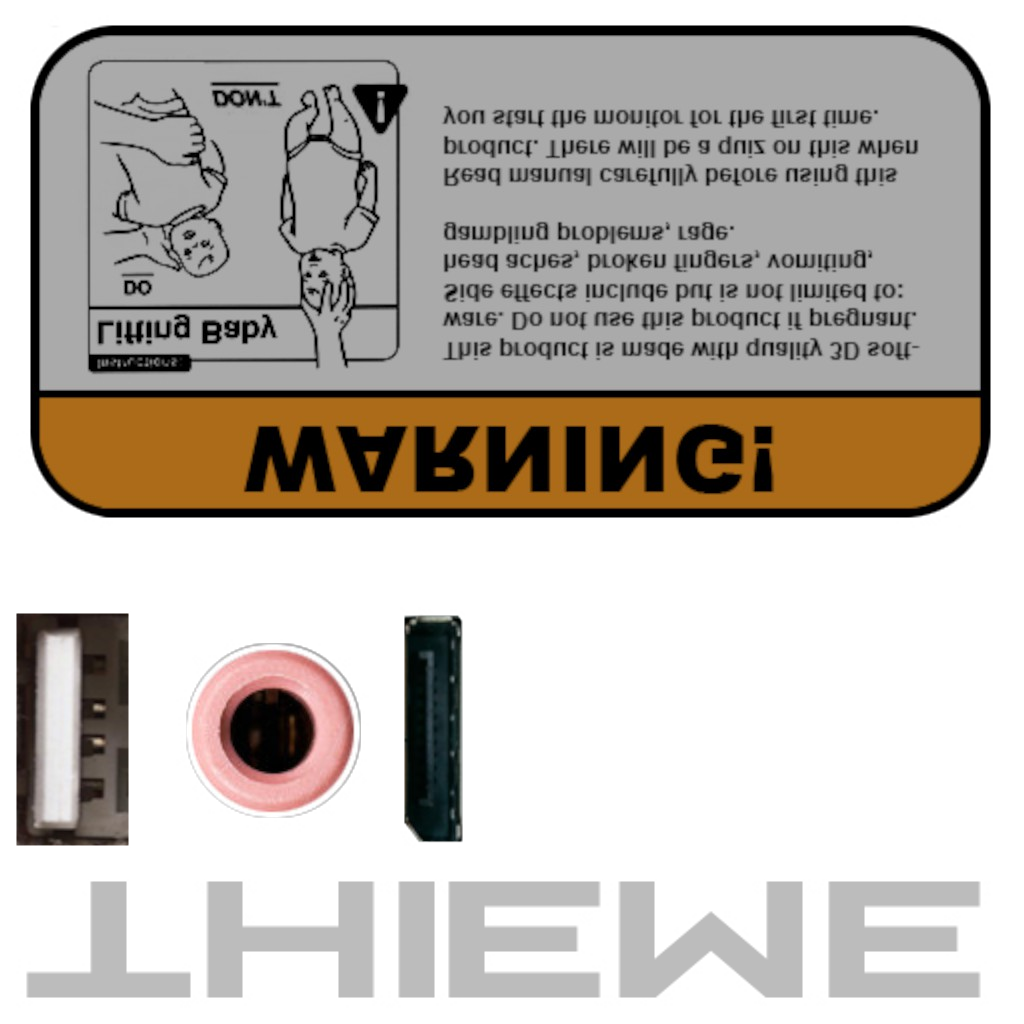 THIEME
WARNING!
Instructions:
Lifting Baby
DO
DON'T
!
This product is made with quality 3D soft-
ware. Do not use this product if pregnant.
Side effects include but is not limited to:
head aches, broken fingers, vomiting,
gambling problems, rage.
Read manual carefully before using this
product. There will be a quiz on this when
you start the monitor for the first time.